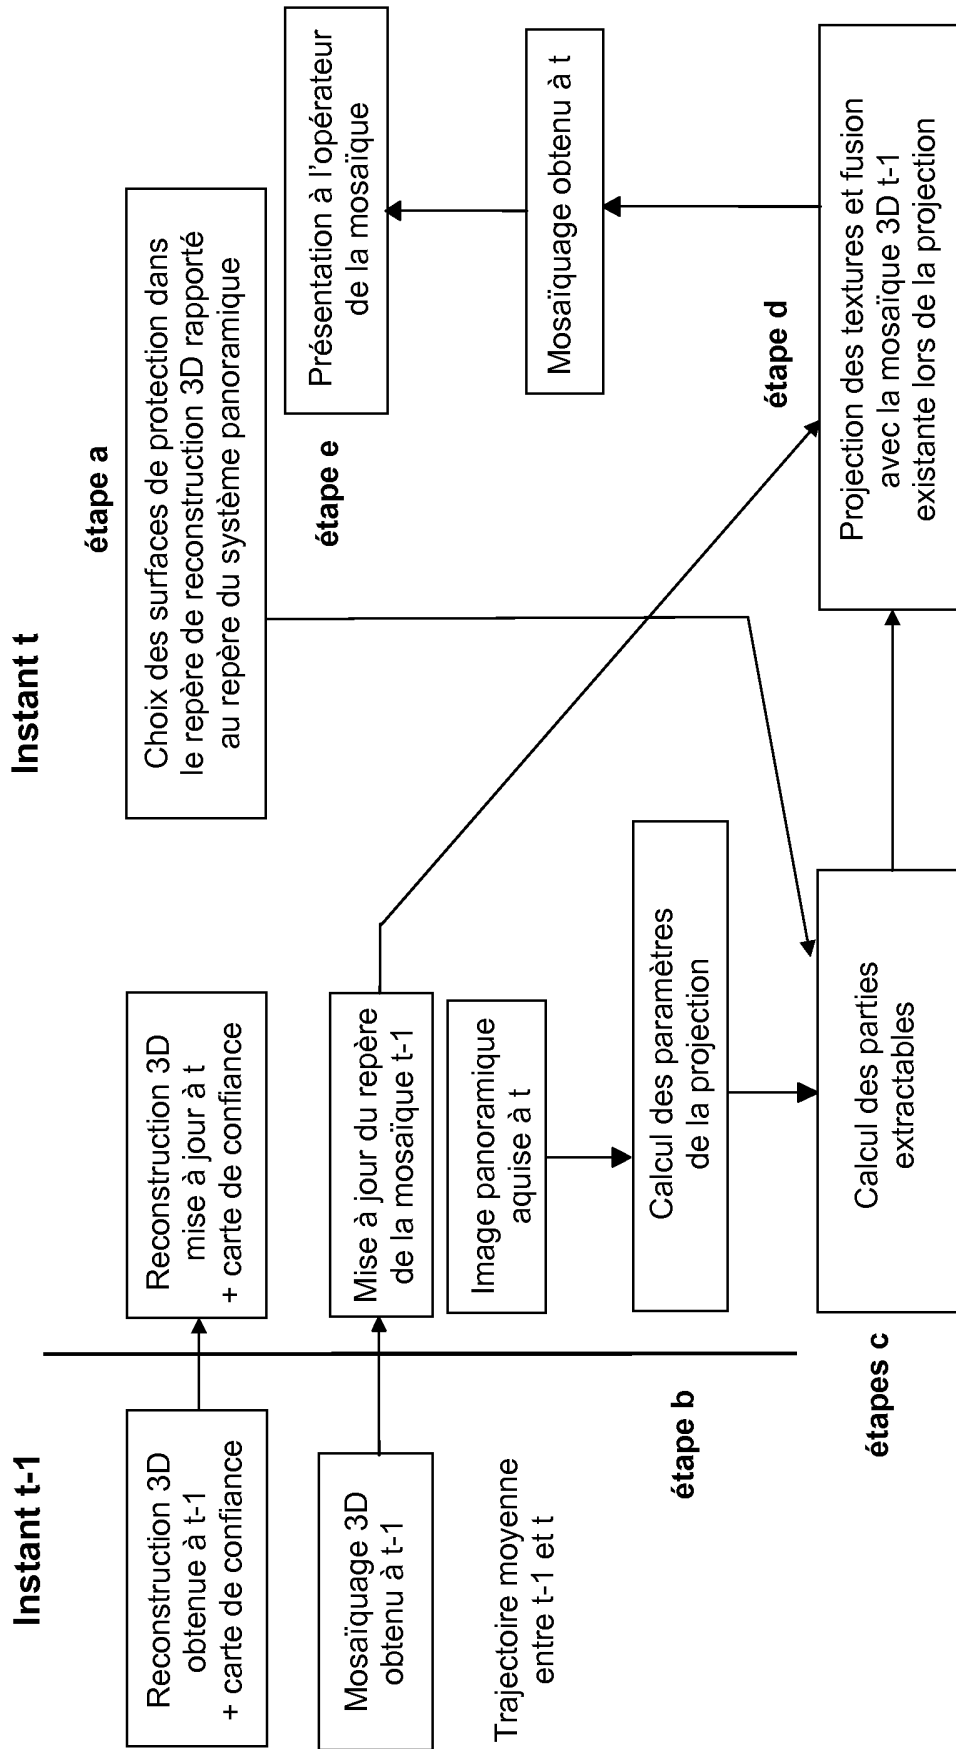 Instant t-1
Instant t
étape a
Reconstruction 3D
obtenue à t-1
+ carte de confiance
Reconstruction 3D
mise à jour à t
+ carte de confiance
Choix des surfaces de protection dans
le repère de reconstruction 3D rapporté
au repère du système panoramique
Mosaïquage 3D
obtenu à t-1
Mise à jour du repère
de la mosaïque t-1
étape e
Présentation à l'opérateur
de la mosaïque
Trajectoire moyenne
entre t-1 et t
Image panoramique
aquise à t
Mosaïquage obtenu à t
étape b
Calcul des paramètres
de la projection
étape d
étapes c
Calcul des parties
extractables
Projection des textures et fusion
avec la mosaïque 3D t-1
existante lors de la projection